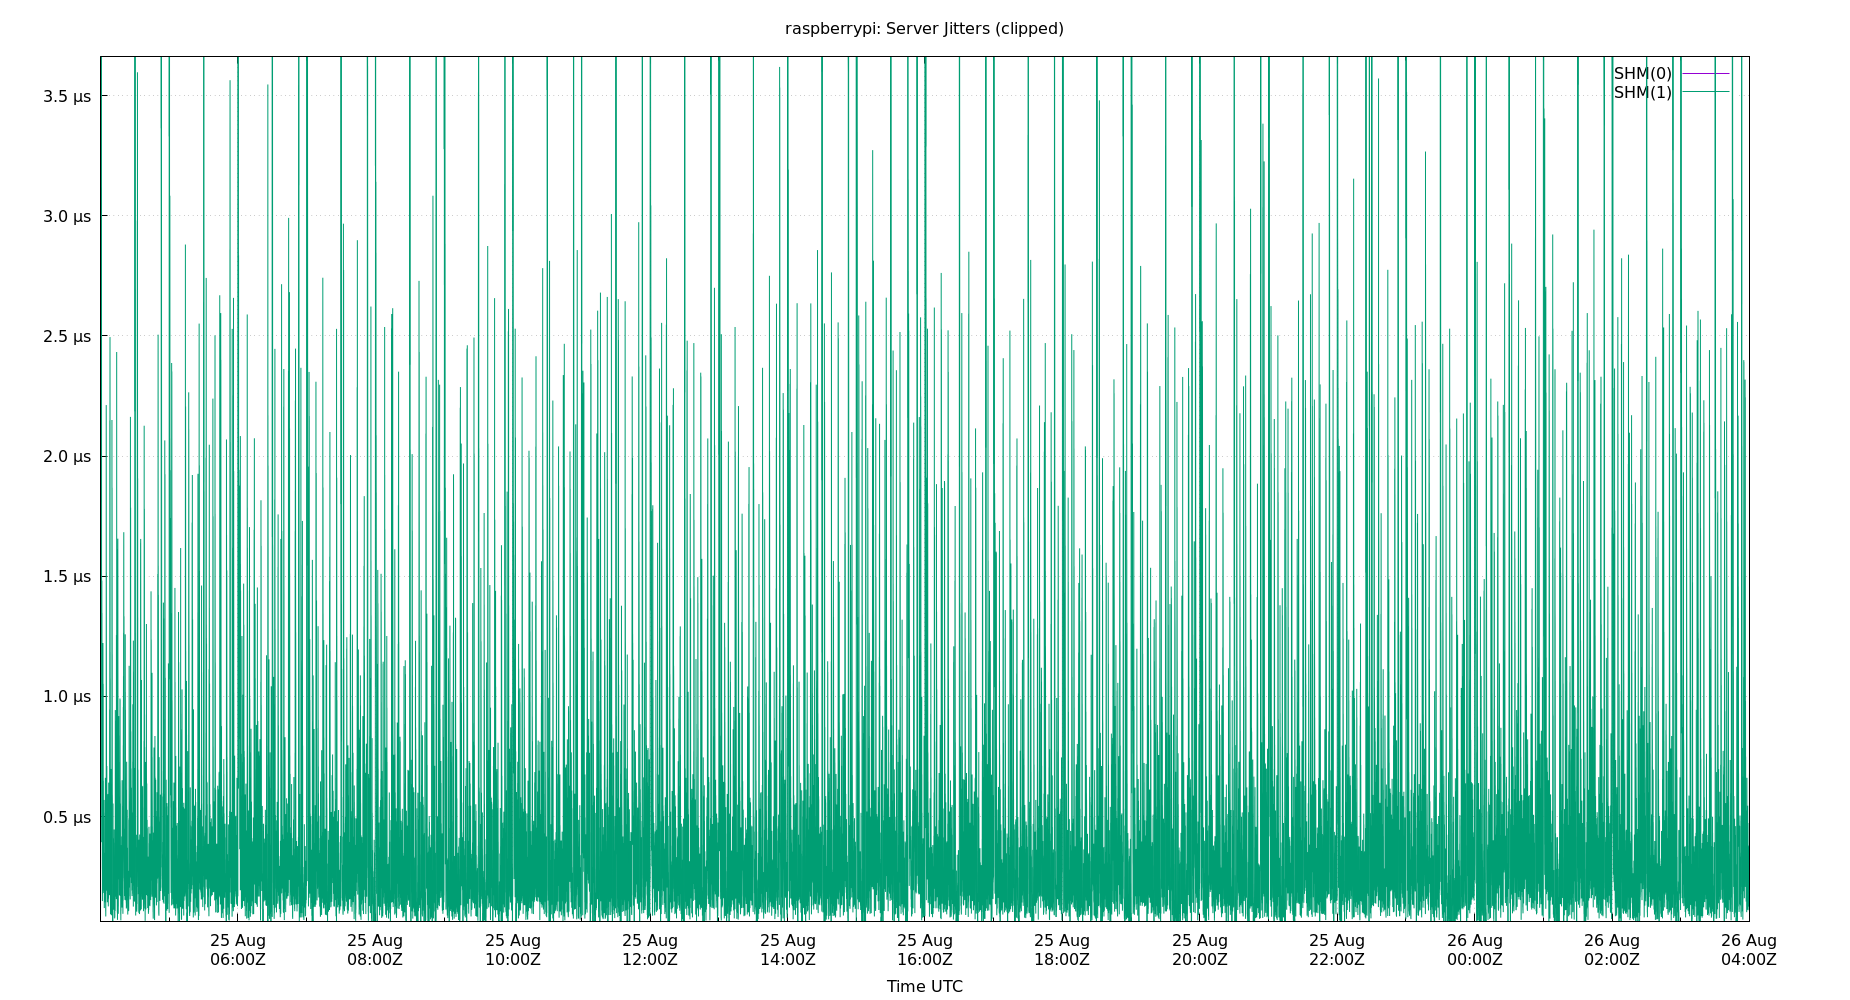 raspberrypi: Server Jitters (clipped)
SHM(0)
SHM(1)
3.5 µs
3.0 µs
2.5 µs
2.0 µs
1.5 µs
1.0 µs
0.5 µs
25 Aug 25 Aug 25 Aug 25 Aug 25 Aug 25 Aug 25 Aug 25 Aug 25 Aug 26 Aug 26 Aug 26 Aug
06:00Z 08:00Z 10:00Z 12:00Z 14:00Z 16:00Z 18:00Z 20:00Z 22:00Z 00:00Z 02:00Z 04:00Z
Time UTC